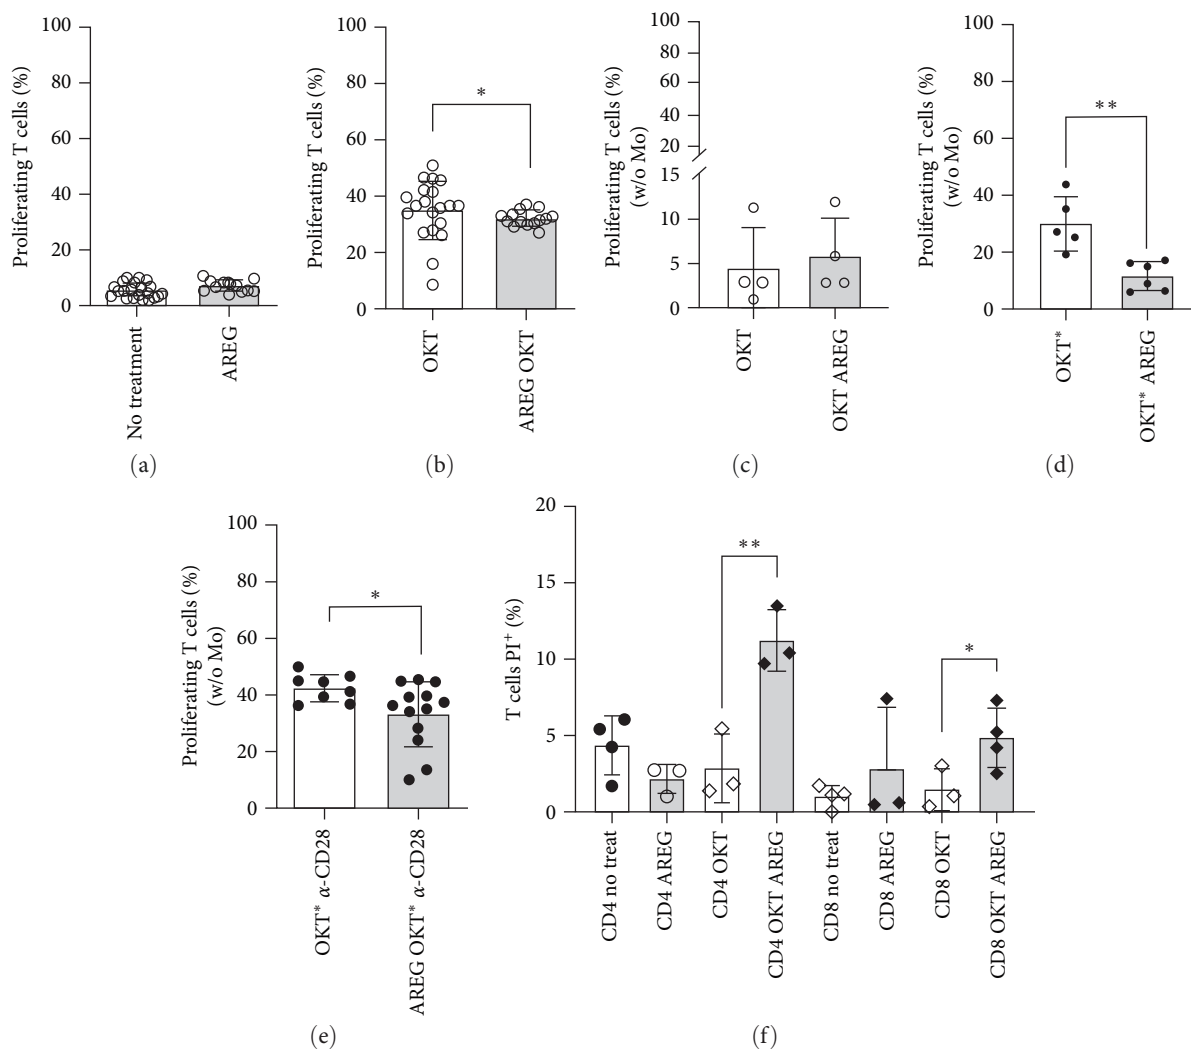 100
80
60
40
20
0
Proliferating T cells (%)
No treatment
AREG
(a)
100
80
60
40
20
0
Proliferating T cells (%)
*
OKT
AREG OKT
(b)
100
80
60
40
20
15
10
5
0
Proliferating T cells (%)
(w/o Mo)
OKT
OKT AREG
(c)
100
80
60
40
20
0
Proliferating T cells (%)
(w/o Mo)
**
OKT*
OKT* AREG
(d)
100
80
60
40
20
0
Proliferating T cells (%)
(w/o Mo)
*
OKT* α-CD28
AREG OKT* α-CD28
(e)
20
15
10
5
0
T cells PI⁺ (%)
**
*
CD4 no treat
CD4 AREG
CD4 OKT
CD4 OKT AREG
CD8 no treat
CD8 AREG
CD8 OKT
CD8 OKT AREG
(f)